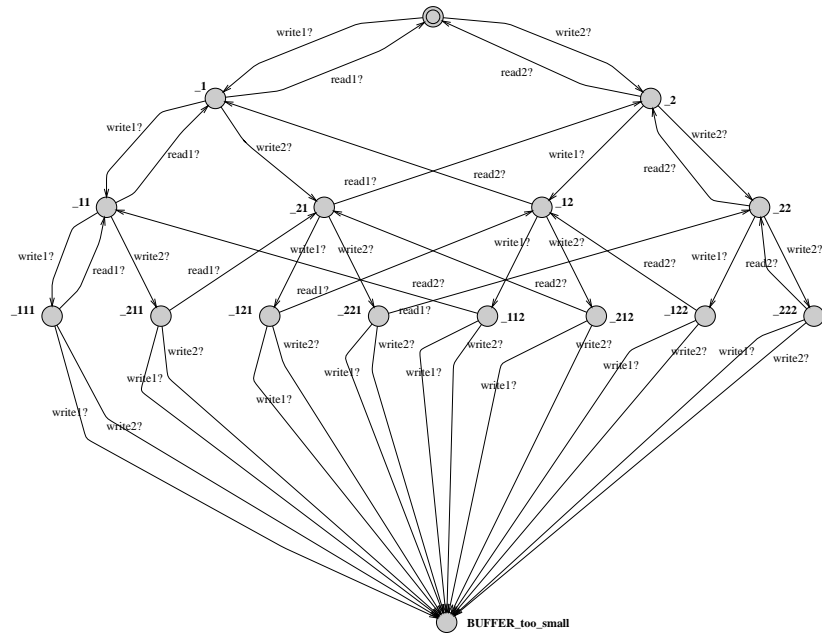 write1? write2?
_1 read1? read2? _2
write1? write2? write1? write2?
read1? read1? read2? read2?
_11 _21 _12 _22
write1? write2? write1? write2? write1? write2? write1? write2?
read1? read1? read1? read2? read2? read2? read2?
_111 _211 _121 _221 read1? _112 _212 _122 _222
write2? write2? write2? write2? write2? write2? write1? write2?
write1? write1? write1? write1? write1? write1?
write1? write2?
BUFFER_too_small